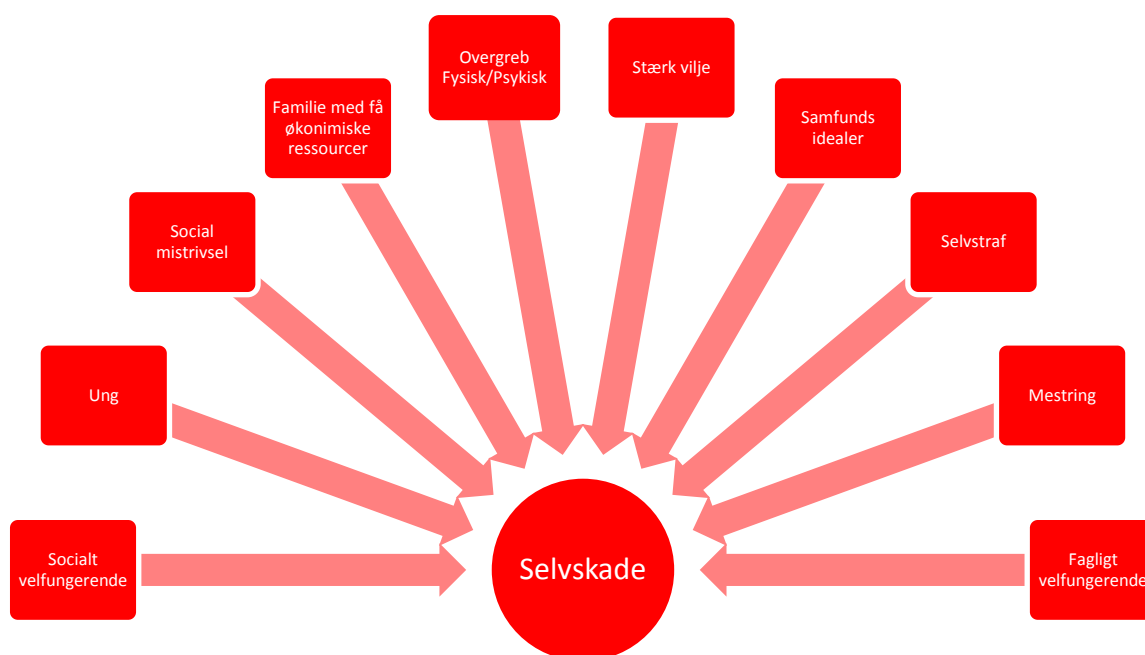 Overgreb
Fysisk/Psykisk
Stærk vilje
Familie med få
økonimiske
ressourcer
Samfunds
idealer
Social
mistrivsel
Selvstraf
Ung
Mestring
Socialt
velfungerende
Selvskade
Fagligt
velfungerende